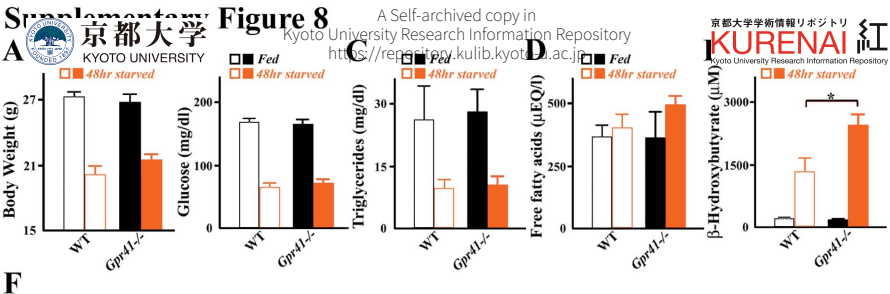 Supplementary Figure 8
A Self-archived copy in
Kyoto University Research Information Repository
https://repository.kulib.kyoto-u.ac.jp
京都大学
KYOTO UNIVERSITY
KYOTO UNIVERSITY
FOUNDED 1897
京都大学学術情報リポジトリ
KURENAI 紅
Kyoto University Research Information Repository
A
48hr starved
Body Weight (g)
27
21
15
WT
Gpr41-/-
Glucose (mg/dl)
200
100
0
WT
Gpr41-/-
C
Fed
48hr starved
Triglycerides (mg/dl)
30
15
0
WT
Gpr41-/-
D
Fed
48hr starved
Free fatty acids (μEQ/l)
500
250
0
WT
Gpr41-/-
48hr starved
β-Hydroxybutyrate (μM)
3000
1500
0
*
WT
Gpr41-/-
F